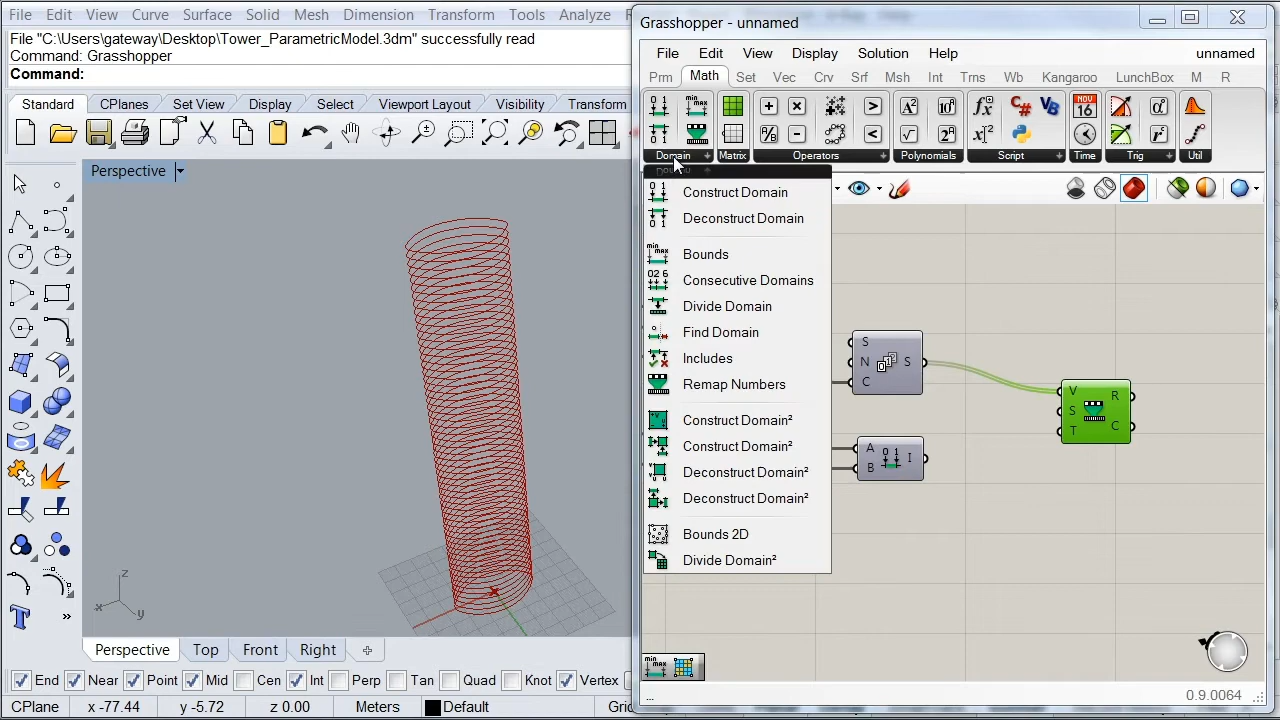 File Edit View Curve Surface Solid Mesh Dimension Transform Tools Analyze
File "C:\Users\gateway\Desktop\Tower_ParametricModel.3dm" successfully read
Command: Grasshopper
Command:
Standard CPlanes Set View Display Select Viewport Layout Visibility Transform
Perspective
z
x
y
Perspective Top Front Right
End Near Point Mid Cen Int Perp Tan Quad Knot Vertex
CPlane x -77.44 y -5.72 z 0.00 Meters Default
Grasshopper - unnamed
File Edit View Display Solution Help unnamed
Prm Math Set Vec Crv Srf Msh Int Trns Wb Kangaroo LunchBox M R
Domain Matrix Operators Polynomials Script Time Trig Util
Construct Domain
Deconstruct Domain
Bounds
Consecutive Domains
Divide Domain
Find Domain
Includes
Remap Numbers
Construct Domain²
Construct Domain²
Deconstruct Domain²
Deconstruct Domain²
Bounds 2D
Divide Domain²
S
N S
C
A I
B
V R
S
T C
... 0.9.0064